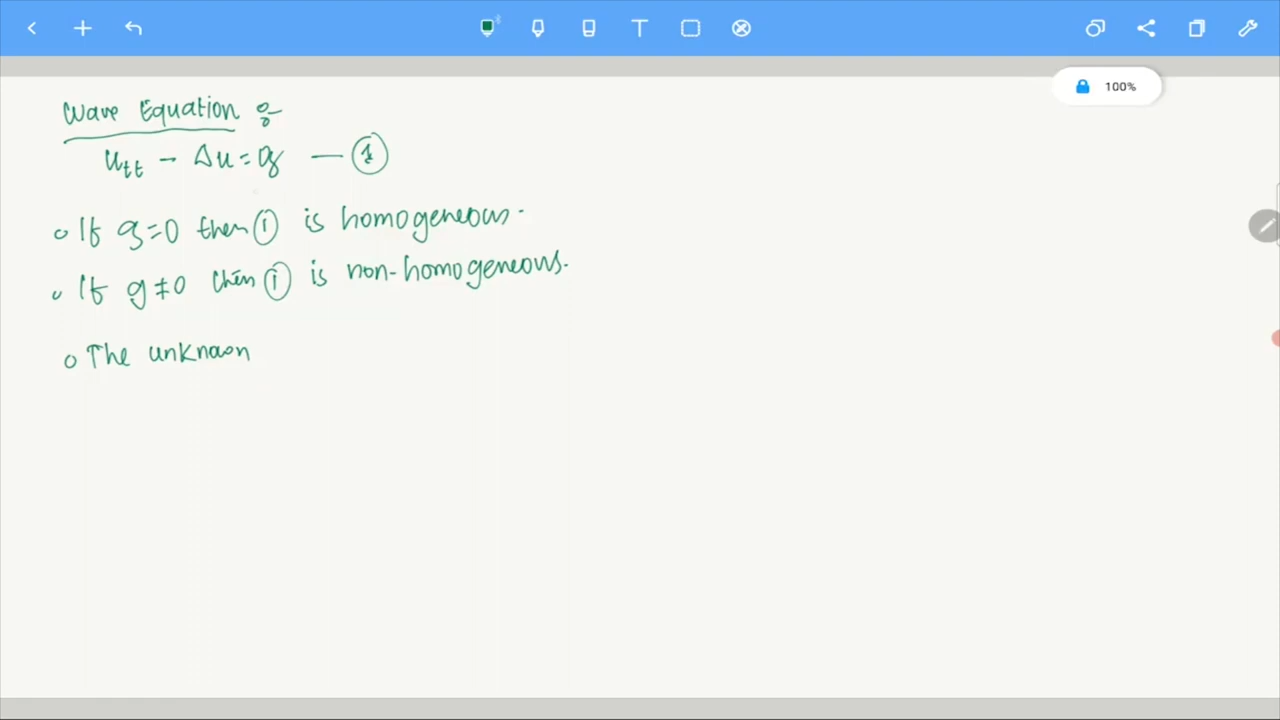 100%
Wave Equation :-
u_tt - Δu = g — ①
o If g=0 then ① is homogeneous.
o If g≠0 then ① is non-homogeneous.
o The unknown